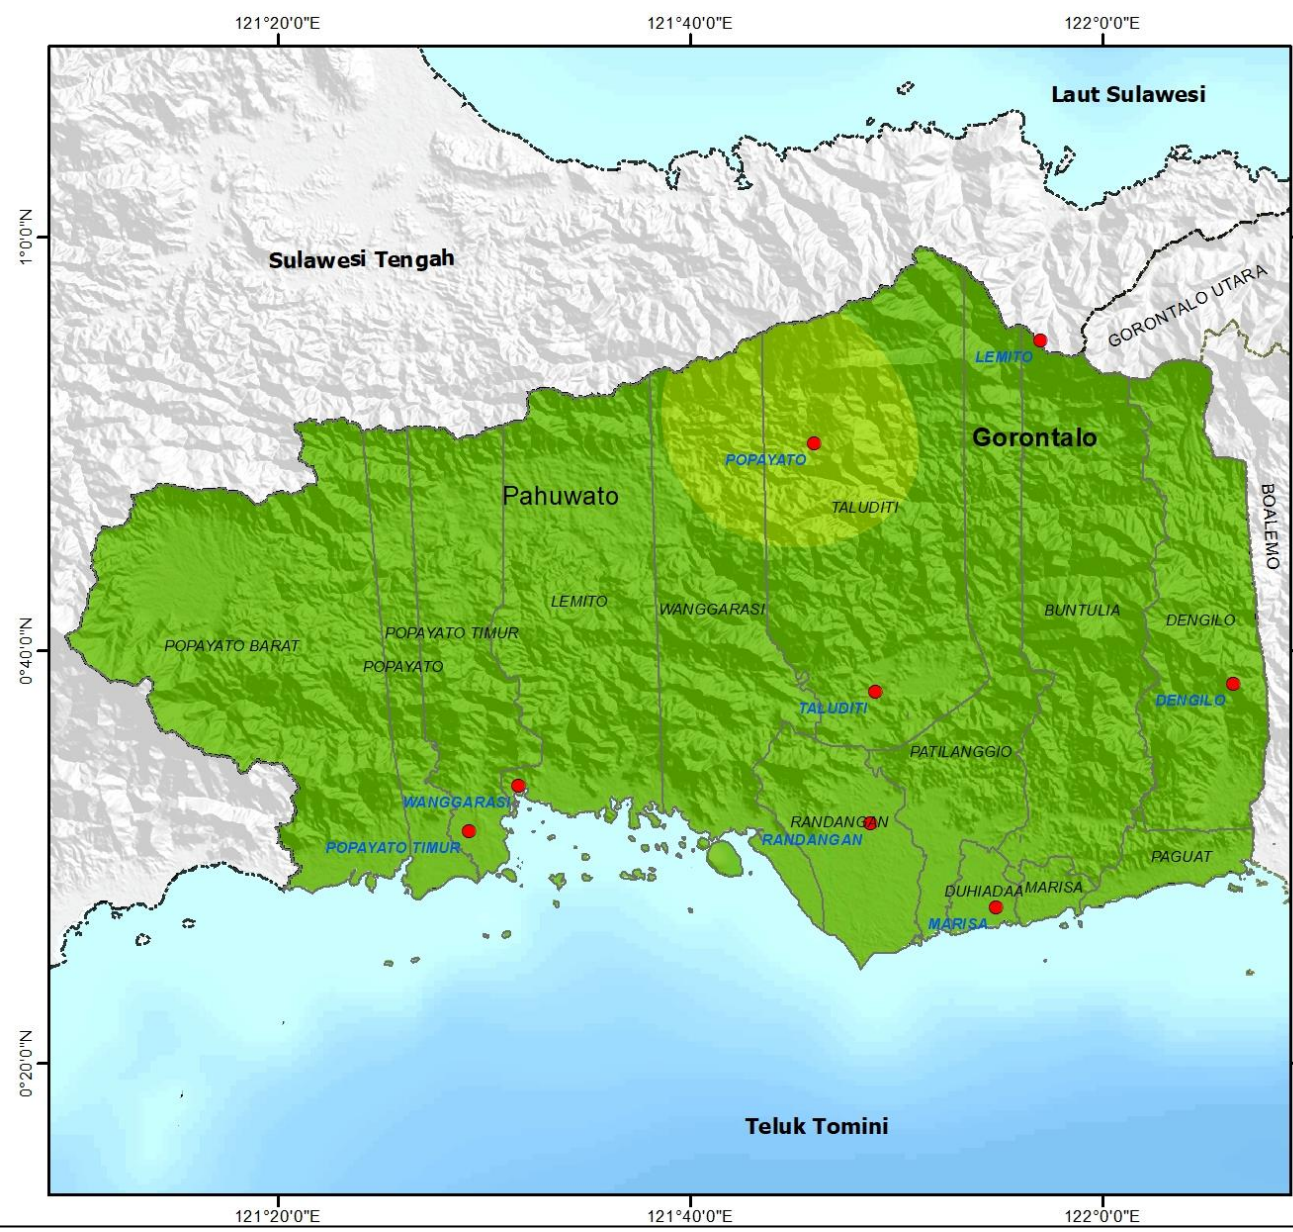 121°20'0"E
121°40'0"E
122°0'0"E
Laut Sulawesi
1°0'0"N
Sulawesi Tengah
GORONTALO UTARA
LEMITO
Gorontalo
POPAYATO
Pahuwato
TALUDITI
BOALEMO
LEMITO
WANGGARASI
BUNTULIA
DENGILO
POPAYATO TIMUR
POPAYATO BARAT
POPAYATO
0°40'0"N
TALUDITI
DENGILO
PATILANGGIO
WANGGARASI
RANDANGAN
RANDANGAN
POPAYATO TIMUR
PAGUAT
DUHIADAA
MARISA
MARISA
0°20'0"N
Teluk Tomini
121°20'0"E
121°40'0"E
122°0'0"E